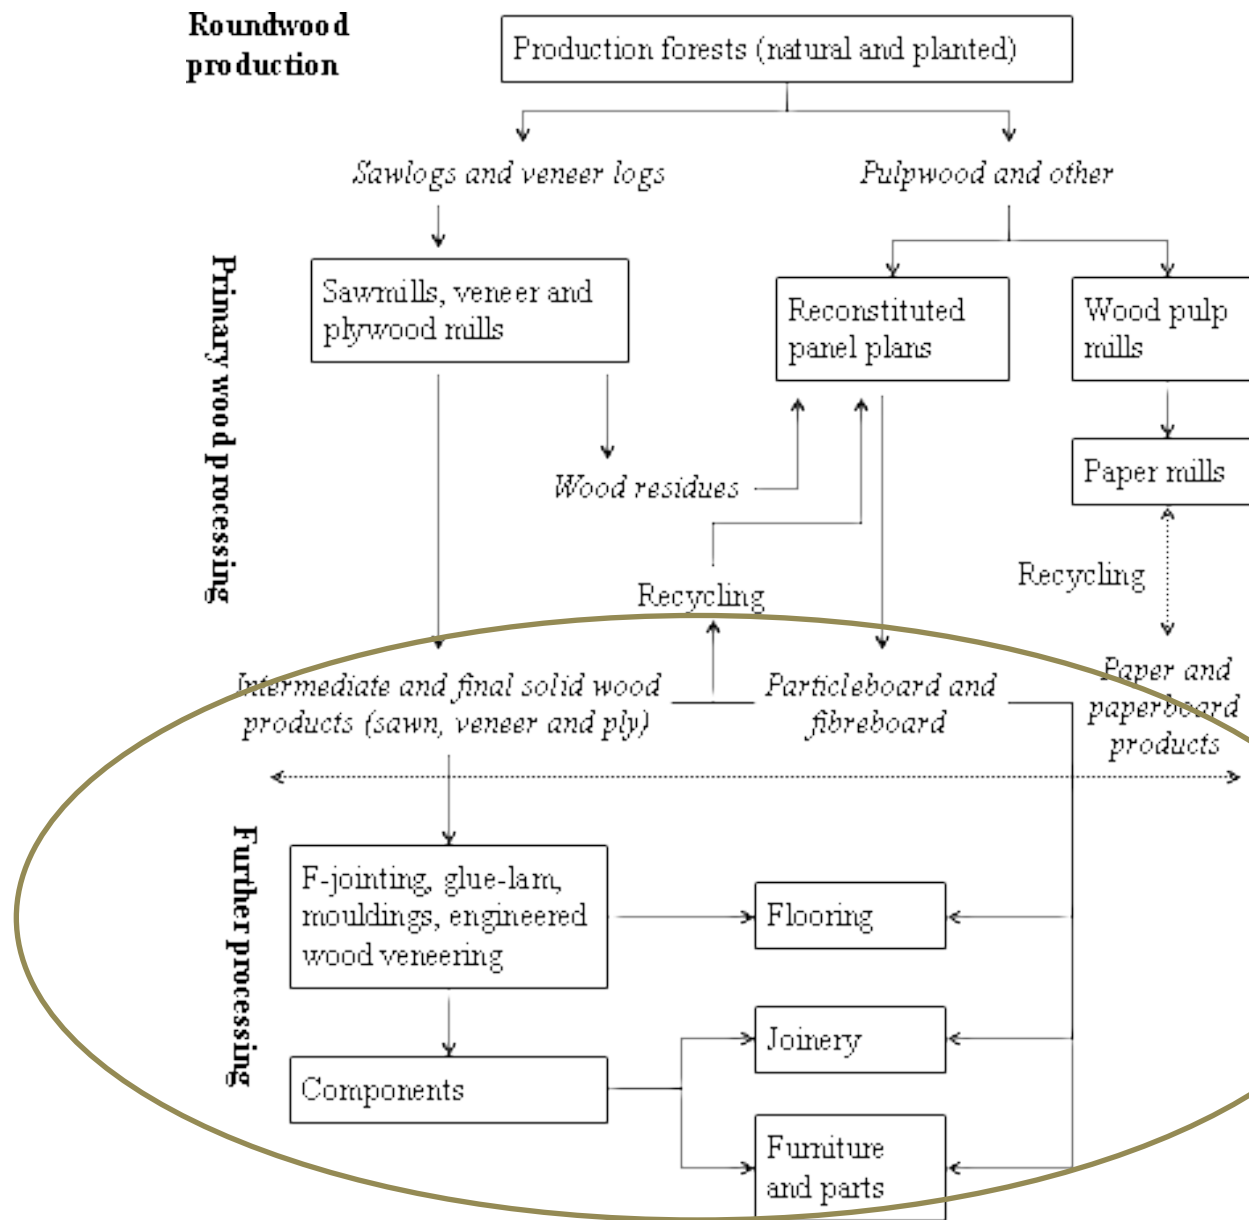 Roundwood
production
Production forests (natural and planted)
Sawlogs and veneer logs
Pulpwood and other
Primary wood processing
Sawmills, veneer and
plywood mills
Reconstituted
panel plans
Wood pulp
mills
Wood residues
Paper mills
Recycling
Recycling
Intermediate and final solid wood
products (sawn, veneer and ply)
Particleboard and
fibreboard
Paper and
paperboard
products
Further processing
F-jointing, glue-lam,
mouldings, engineered
wood veneering
Flooring
Components
Joinery
Furniture
and parts